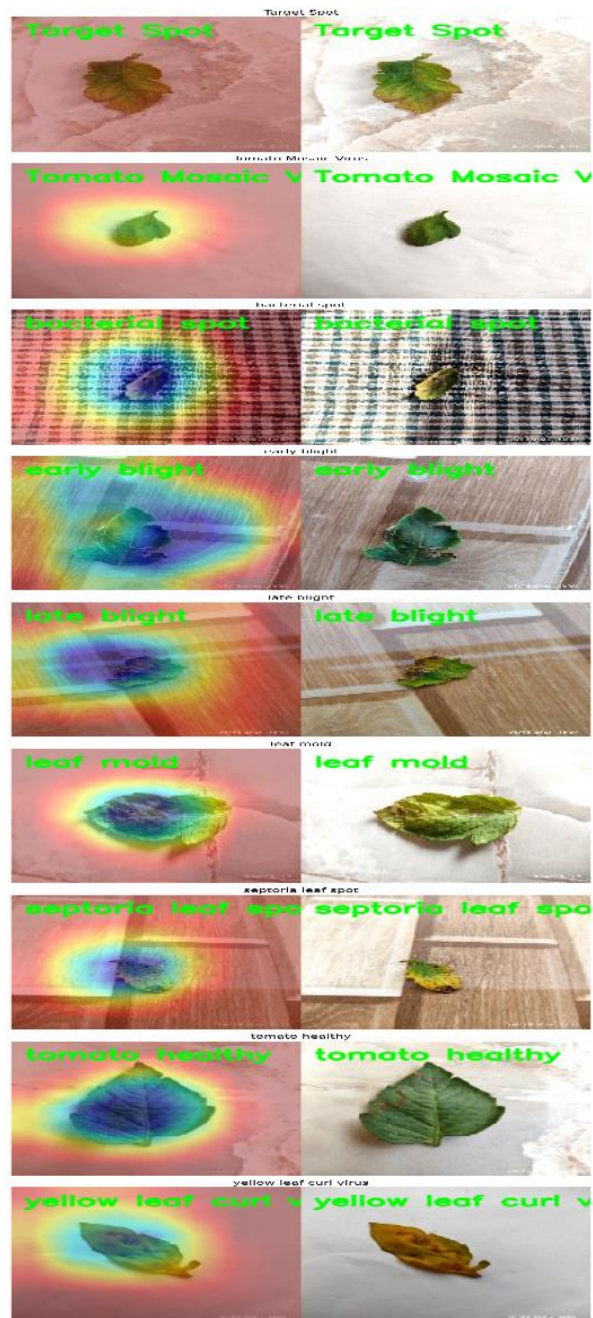 Target Spot
Target Spot Target Spot
Tomato Mosaic Virus
Tomato Mosaic V Tomato Mosaic V
bacterial spot
bacterial spot bacterial spot
early blight
early blight early blight
late blight
late blight late blight
leaf mold
leaf mold leaf mold
septoria leaf spot
septoria leaf spo septoria leaf spo
tomato healthy
tomato healthy tomato healthy
yellow leaf curl virus
yellow leaf curl v yellow leaf curl v